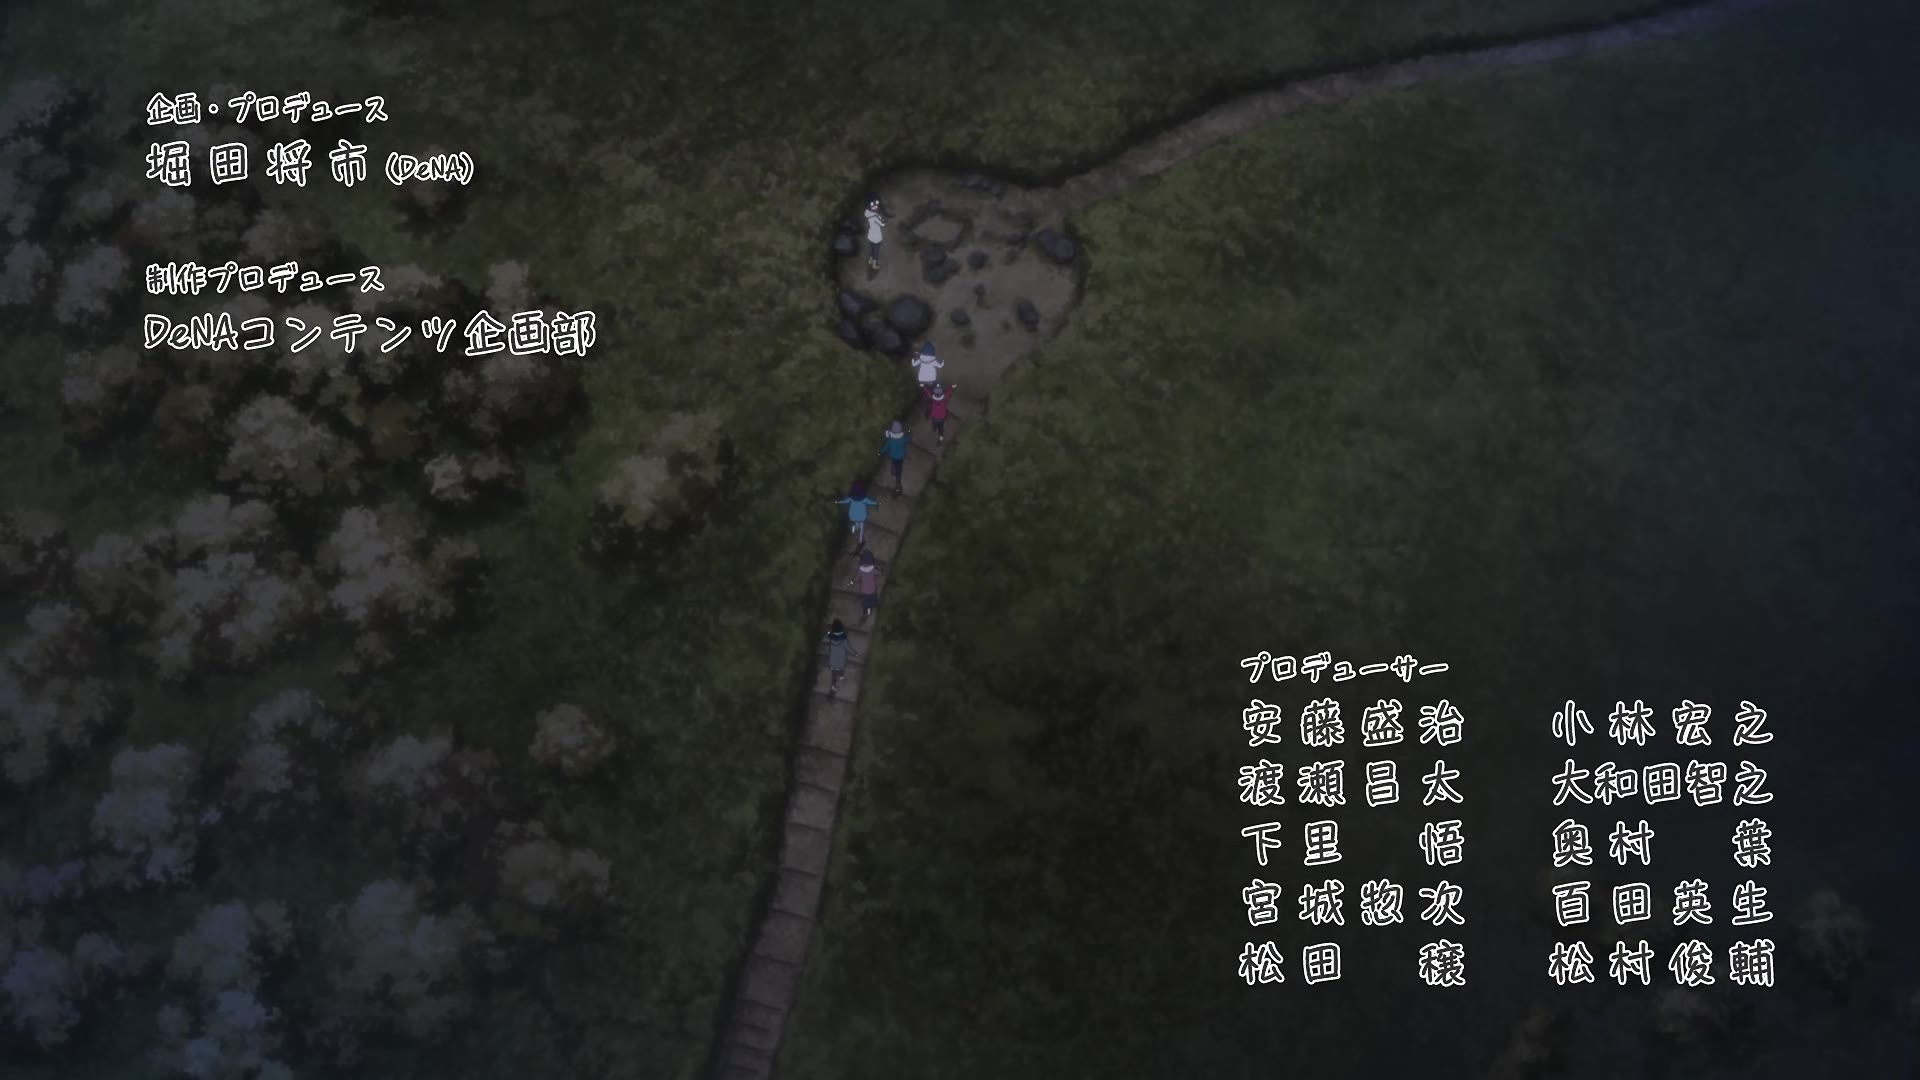 企画・プロデュース
堀田将市(DeNA)
制作プロデュース
DeNAコンテンツ企画部
プロデューサー
安藤盛治 小林宏之
渡瀬昌太 大和田智之
下里 悟 奥村 葉
宮城惣次 百田英生
松田 穣 松村俊輔